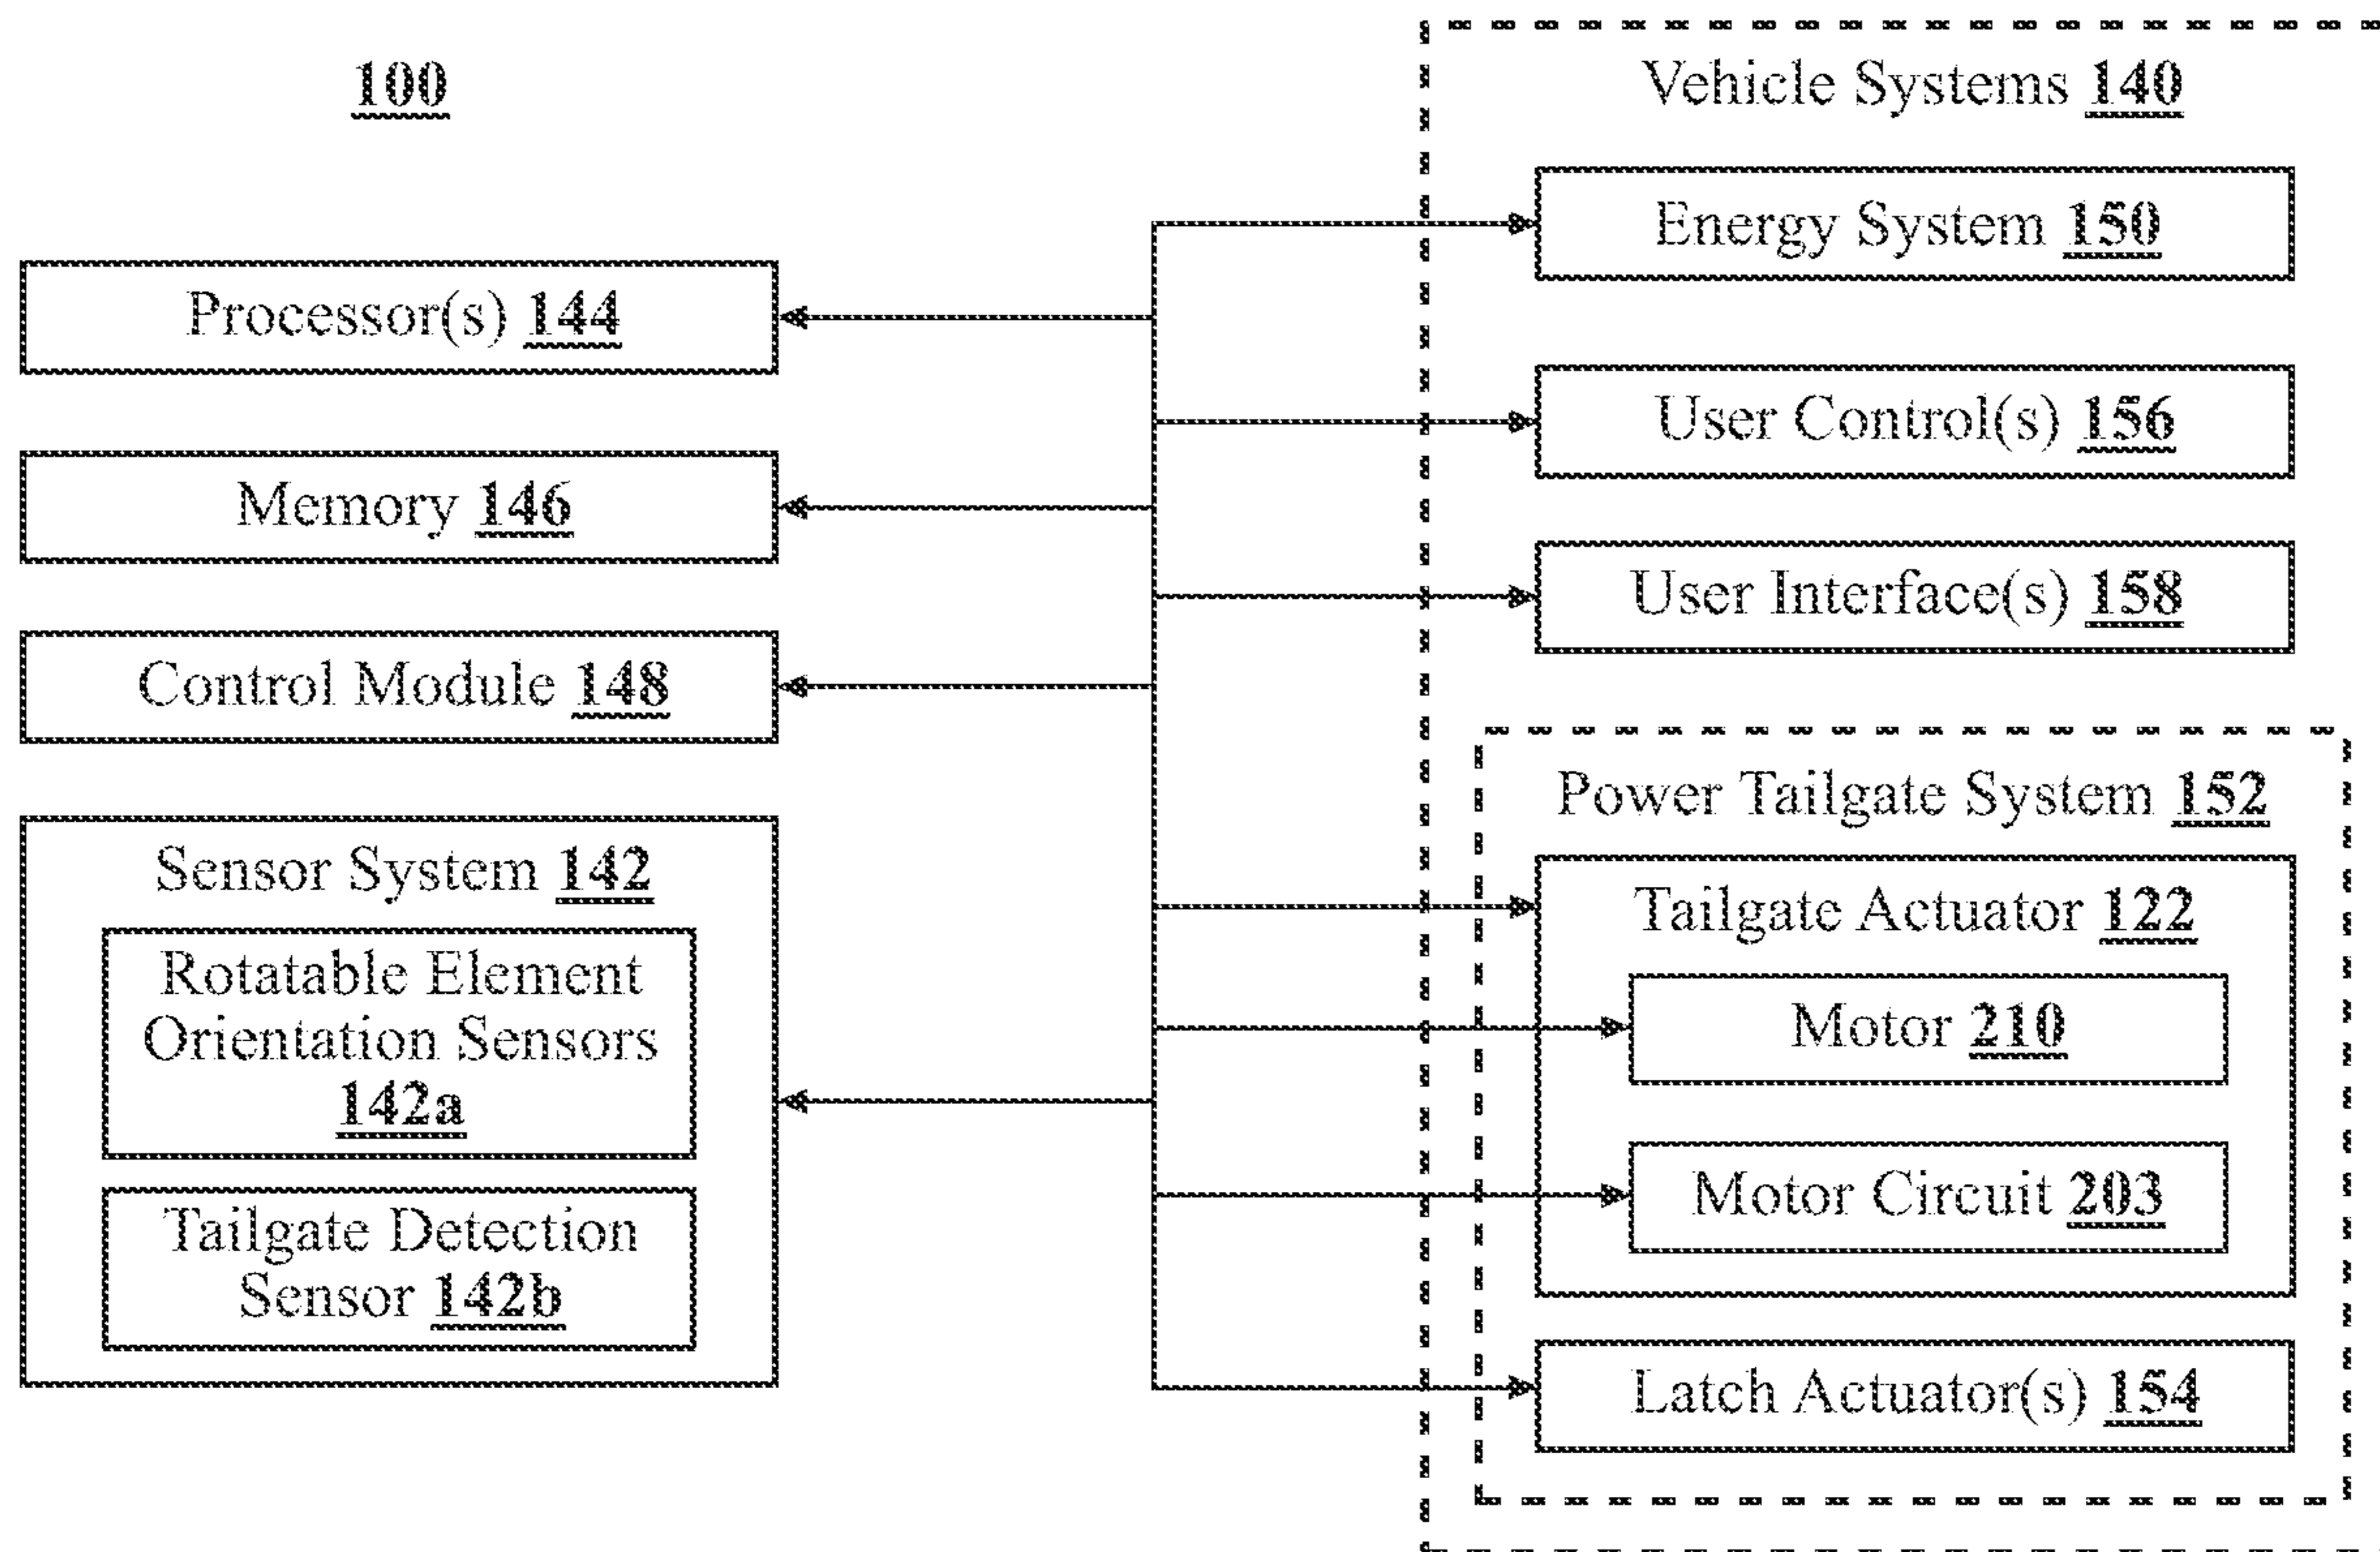 100
Processor(s) 144
Memory 146
Control Module 148
Sensor System 142
Rotatable Element
Orientation Sensors
142a
Tailgate Detection
Sensor 142b
Vehicle Systems 140
Energy System 150
User Control(s) 156
User Interface(s) 158
Power Tailgate System 152
Tailgate Actuator 122
Motor 210
Motor Circuit 203
Latch Actuator(s) 154